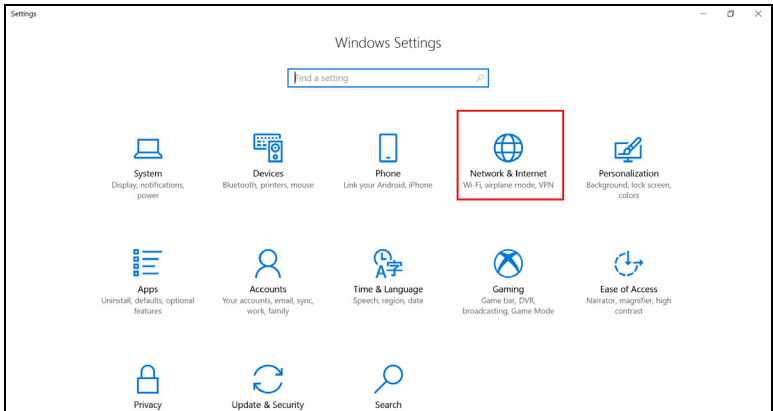 Settings
Windows Settings
Find a setting
System
Display, notifications,
power
Devices
Bluetooth, printers, mouse
Phone
Link your Android, iPhone
Network & Internet
Wi-Fi, airplane mode, VPN
Personalization
Background, lock screen,
colors
Apps
Uninstall, defaults, optional
features
Accounts
Your accounts, email, sync,
work, family
A字
Time & Language
Speech, region, date
Gaming
Game bar, DVR,
broadcasting, Game Mode
Ease of Access
Narrator, magnifier, high
contrast
Privacy
Update & Security
Search